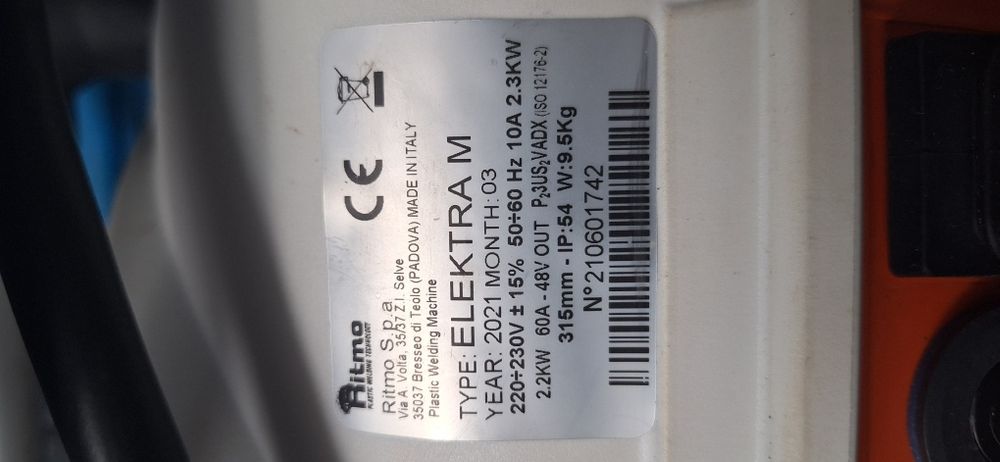 Ritmo
PLASTIC WELDING TECHNOLOGY
CE
Ritmo S.p.a
Via A. Volta, 35/37 Z.I. Selve
35037 Bresseo di Teolo (PADOVA) MADE IN ITALY
Plastic Welding Machine
TYPE: ELEKTRA M
YEAR: 2021 MONTH: 03
220÷230V ± 15% 50÷60 Hz 10A 2.3KW
2.2KW 60A - 48V OUT P₂3US₂VADX (ISO 12176-2)
315mm - IP:54 W:9.5Kg
N°210601742